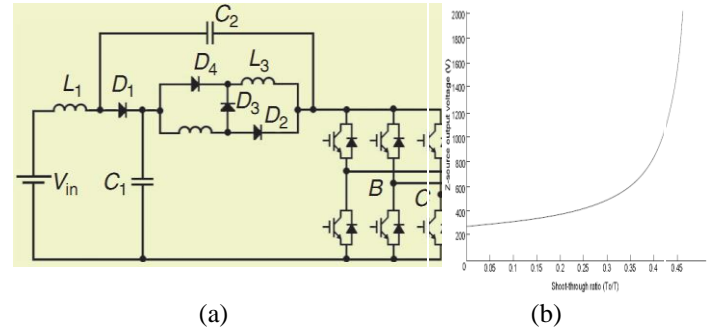 C2
D4
L3
L1
D1
D3
D2
Vin
C1
B
C
(a)
Z-source output voltage (V)
2000
1800
1600
1400
1200
1000
800
600
400
200
0
0.05
0.1
0.15
0.2
0.25
0.3
0.35
0.4
0.45
Shoot-through ratio (To/T)
(b)